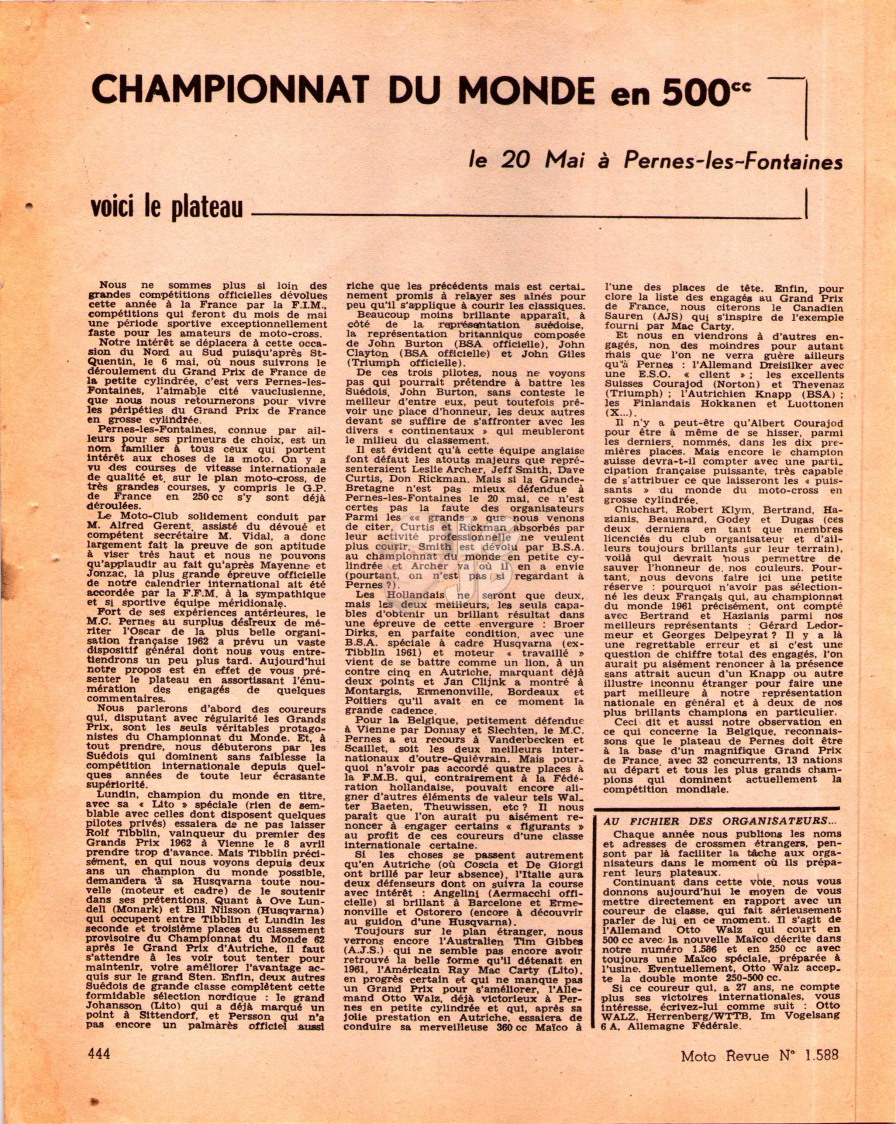 CHAMPIONNAT DU MONDE en 500cc
le 20 Mai à Pernes-les-Fontaines
voici le plateau
Nous ne sommes plus si loin des
grandes compétitions officielles dévolues
cette année à la France par la F.I.M.,
compétitions qui feront du mois de mai
une période sportive exceptionnellement
faste pour les amateurs de moto-cross.
Notre intérêt se déplacera à cette occa-
sion du Nord au Sud puisqu'après St-
Quentin, le 6 mai, où nous suivrons le
déroulement du Grand Prix de France de
la petite cylindrée, c'est vers Pernes-les-
Fontaines, l'aimable cité vauclusienne,
que nous nous retournerons pour vivre
les péripéties du Grand Prix de France
en grosse cylindrée.
Pernes-les-Fontaines, connue par ail-
leurs pour ses primeurs de choix, est un
nom familier à tous ceux qui portent
intérêt aux choses de la moto. On y a
vu des courses de vitesse internationale
de qualité et, sur le plan moto-cross, de
très grandes courses, y compris le G.P.
de France en 250 cc s'y sont déjà
déroulées.
Le Moto-Club solidement conduit par
M. Alfred Gerent, assisté du dévoué et
compétent secrétaire M. Vidal, a donc
largement fait la preuve de son aptitude
à viser très haut et nous ne pouvons
qu'applaudir au fait qu'après Mayenne et
Jonzac, la plus grande épreuve officielle
de notre calendrier international ait été
accordée par la F.F.M. à la sympathique
et si sportive équipe méridionale.
Fort de ses expériences antérieures, le
M.C. Pernes au surplus désireux de mé-
riter l'Oscar de la plus belle organi-
sation française 1962 a prévu un vaste
dispositif général dont nous vous entre-
tiendrons un peu plus tard. Aujourd'hui
notre propos est en effet de vous pré-
senter le plateau en assortissant l'énu-
mération des engagés de quelques
commentaires.
Nous parlerons d'abord des coureurs
qui, disputant avec régularité les Grands
Prix, sont les seuls véritables protago-
nistes du Championnat du Monde. Et, à
tout prendre, nous débuterons par les
Suédois qui dominent sans faiblesse la
compétition internationale depuis quel-
ques années de toute leur écrasante
supériorité.
Lundin, champion du monde en titre,
avec sa « Lito » spéciale (rien de sem-
blable avec celles dont disposent quelques
pilotes privés) essaiera de ne pas laisser
Rolf Tibblin, vainqueur du premier des
Grands Prix 1962 à Vienne le 8 avril
prendre trop d'avance. Mais Tibblin préci-
sément, en qui nous voyons depuis deux
ans un champion du monde possible,
demandera à sa Husqvarna toute nou-
velle (moteur et cadre) de le soutenir
dans ses prétentions. Quant à Ove Lun-
dell (Monark) et Bill Nilsson (Husqvarna)
qui occupent entre Tibblin et Lundin les
seconde et troisième places du classement
provisoire du Championnat du Monde 62
après le Grand Prix d'Autriche, il faut
s'attendre à les voir tout tenter pour
maintenir, voire améliorer l'avantage ac-
quis sur le grand Sten. Enfin, deux autres
Suédois de grande classe complètent cette
formidable sélection nordique : le grand
Johansson (Lito) qui a déjà marqué un
point à Sittendorf, et Persson qui n'a
pas encore un palmarès officiel aussi
riche que les précédents mais est certai-
nement promis à relayer ses aînés pour
peu qu'il s'applique à courir les classiques.
Beaucoup moins brillante apparaît, à
côté de la représentation suédoise,
la représentation britannique composée
de John Burton (BSA officielle), John
Clayton (BSA officielle) et John Giles
(Triumph officielle).
De ces trois pilotes, nous ne voyons
pas qui pourrait prétendre à battre les
Suédois, John Burton, sans conteste le
meilleur d'entre eux, peut toutefois pré-
voir une place d'honneur, les deux autres
devant se suffire de s'affronter avec les
divers « continentaux » qui meubleront
le milieu du classement.
Il est évident qu'à cette équipe anglaise
font défaut les atouts majeurs que repré-
senteraient Leslie Archer, Jeff Smith, Dave
Curtis, Don Rickman. Mais si la Grande-
Bretagne n'est pas mieux défendue à
Pernes-les-Fontaines le 20 mai, ce n'est
certes pas la faute des organisateurs
Parmi les «« grands » que nous venons
de citer, Curtis et Rickman absorbés par
leur activité professionnelle ne veulent
plus courir, Smith est dévolu par B.S.A.
au championnat du monde en petite cy-
lindrée et Archer va où il en a envie
(pourtant, on n'est pas si regardant à
Pernes ?).
Les Hollandais ne seront que deux,
mais les deux meilleurs, les seuls capa-
bles d'obtenir un brillant résultat dans
une épreuve de cette envergure : Broer
Dirks, en parfaite condition, avec une
B.S.A. spéciale à cadre Husqvarna (ex-
Tibblin 1961) et moteur « travaillé »
vient de se battre comme un lion, à un
contre cinq en Autriche, marquant déjà
deux points et Jan Clijnk a montré à
Montargis, Ermenonville, Bordeaux et
Poitiers qu'il avait en ce moment la
grande cadence.
Pour la Belgique, petitement défendue
à Vienne par Donnay et Slechten, le M.C.
Pernes a eu recours à Vanderbecken et
Scaillet, soit les deux meilleurs inter-
nationaux d'outre-Quiévrain. Mais pour-
quoi n'avoir pas accordé quatre places à
la F.M.B. qui, contrairement à la Fédé-
ration hollandaise, pouvait encore ali-
gner d'autres éléments de valeur tels Wal-
ter Baeten, Theuwissen, etc ? Il nous
paraît que l'on aurait pu aisément re-
noncer à engager certains « figurants »
au profit de ces coureurs d'une classe
internationale certaine.
Si les choses se passent autrement
qu'en Autriche (où Coscia et De Giorgi
ont brillé par leur absence), l'Italie aura
deux défenseurs dont on suivra la course
avec intérêt : Angelini (Aermacchi offi-
cielle) si brillant à Barcelone et Erme-
nonville et Ostorero (encore à découvrir
au guidon d'une Husqvarna).
Toujours sur le plan étranger, nous
verrons encore l'Australien Tim Gibbes
(A.J.S.) qui ne semble pas encore avoir
retrouvé la belle forme qu'il détenait en
1961, l'Américain Ray Mac Carty (Lito),
en progrès certain et qui ne manque pas
un Grand Prix pour s'améliorer, l'Alle-
mand Otto Walz, déjà victorieux à Per-
nes en petite cylindrée et qui, après sa
jolie prestation en Autriche, essaiera de
conduire sa merveilleuse 360 cc Maïco à
l'une des places de tête. Enfin, pour
clore la liste des engagés au Grand Prix
de France, nous citerons le Canadien
Sauren (AJS) qui s'inspire de l'exemple
fourni par Mac Carty.
Et nous en viendrons à d'autres en-
gagés, non des moindres pour autant
mais que l'on ne verra guère ailleurs
qu'à Pernes : l'Allemand Dreisilker avec
une E.S.O. « client » ; les excellents
Suisses Courajod (Norton) et Thevenaz
(Triumph) ; l'Autrichien Knapp (BSA) ;
les Finlandais Hokkanen et Luottonen
(X...).
Il n'y a peut-être qu'Albert Courajod
pour être à même de se hisser, parmi
les derniers nommés, dans les dix pre-
mières places. Mais encore le champion
suisse devra-t-il compter avec une parti-
cipation française puissante, très capable
de s'attribuer ce que laisseront les « puis-
sants » du monde du moto-cross en
grosse cylindrée.
Chuchart, Robert Klym, Bertrand, Ha-
zianis, Beaumard, Godey et Dugas (ces
deux derniers en tant que membres
licenciés du club organisateur et d'ail-
leurs toujours brillants sur leur terrain),
voilà qui devrait nous permettre de
sauver l'honneur de nos couleurs. Pour-
tant, nous devons faire ici une petite
réserve : pourquoi n'avoir pas sélection-
né les deux Français qui, au championnat
du monde 1961 précisément, ont compté
avec Bertrand et Hazianis parmi nos
meilleurs représentants : Gérard Ledor-
meur et Georges Delpeyrat ? Il y a là
une regrettable erreur et si c'est une
question de chiffre total des engagés, l'on
aurait pu aisément renoncer à la présence
sans attrait aucun d'un Knapp ou autre
illustre inconnu étranger pour faire une
part meilleure à notre représentation
nationale en général et à deux de nos
plus brillants champions en particulier.
Ceci dit et aussi notre observation en
ce qui concerne la Belgique, reconnais-
sons que le plateau de Pernes doit être
à la base d'un magnifique Grand Prix
de France avec 32 concurrents, 13 nations
au départ et tous les plus grands cham-
pions qui dominent actuellement la
compétition mondiale.
AU FICHIER DES ORGANISATEURS...
Chaque année nous publions les noms
et adresses de crossmen étrangers, pen-
sant par là faciliter la tâche aux orga-
nisateurs dans le moment où ils prépa-
rent leurs plateaux.
Continuant dans cette voie, nous vous
donnons aujourd'hui le moyen de vous
mettre directement en rapport avec un
coureur de classe, qui fait sérieusement
parler de lui en ce moment. Il s'agit de
l'Allemand Otto Walz qui court en
500 cc avec la nouvelle Maïco décrite dans
notre numéro 1.586 et en 250 cc avec
toujours une Maïco spéciale, préparée à
l'usine. Eventuellement, Otto Walz accep-
te la double monte 250-500 cc.
Si ce coureur qui, a 27 ans, ne compte
plus ses victoires internationales, vous
intéresse, écrivez-lui comme suit : Otto
WALZ, Herrenberg/WTTB, Im Vogelsang
6 A, Allemagne Fédérale.
444
Moto Revue N° 1.588